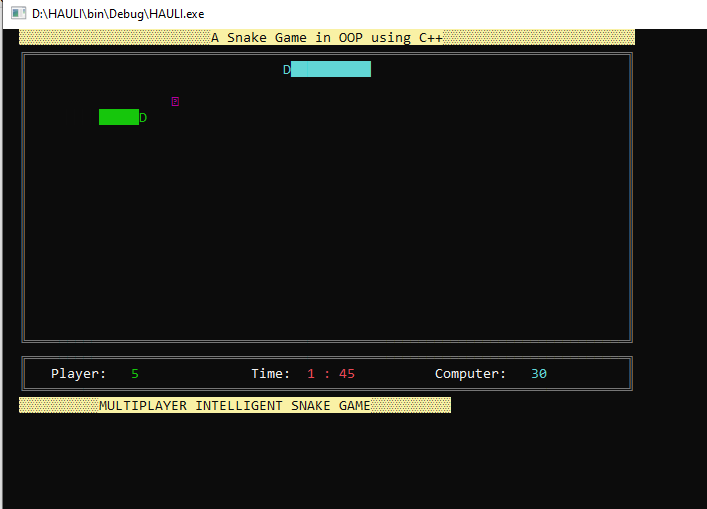 D:\HAULI\bin\Debug\HAULI.exe
A Snake Game in OOP using C++
D
D
Player: 5 Time: 1 : 45 Computer: 30
MULTIPLAYER INTELLIGENT SNAKE GAME